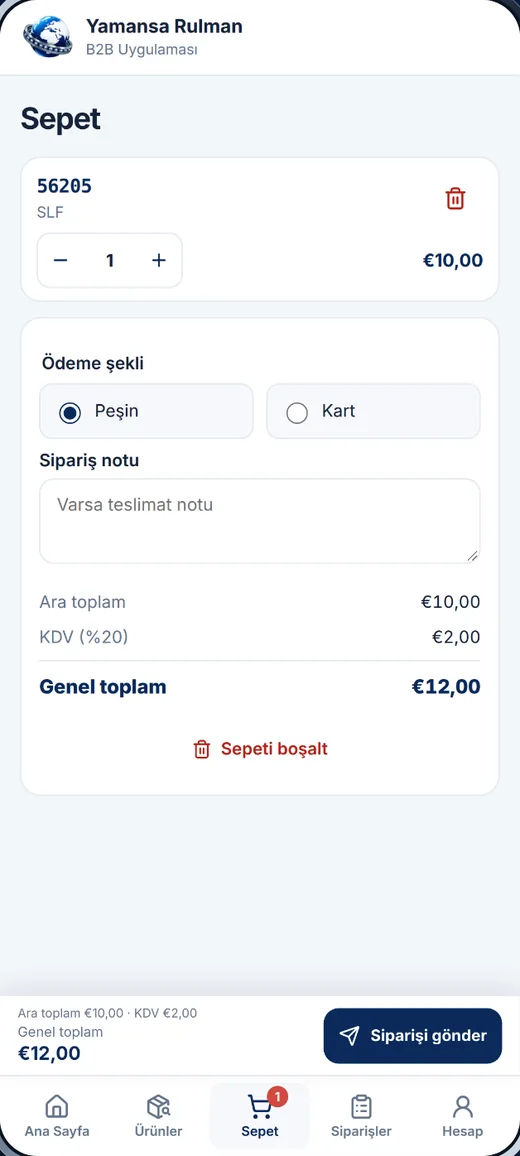 Yamansa Rulman
B2B Uygulaması
Sepet
56205
SLF
1
€10,00
Ödeme şekli
Peşin
Kart
Sipariş notu
Varsa teslimat notu
Ara toplam €10,00
KDV (%20) €2,00
Genel toplam €12,00
Sepeti boşalt
Ara toplam €10,00 · KDV €2,00
Genel toplam
€12,00
Siparişi gönder
1
Ana Sayfa Ürünler Sepet Siparişler Hesap